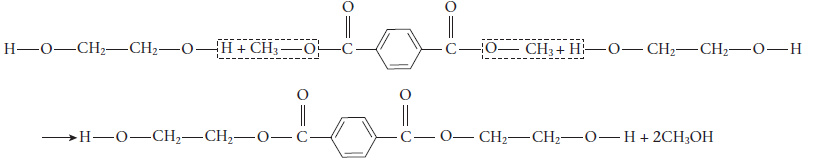 O O
H—O—CH₂—CH₂—O—H + CH₃—O—C— —C—O—CH₃ + H—O—CH₂—CH₂—O—H
O O
→H—O—CH₂—CH₂—O—C— —C—O—CH₂—CH₂—O—H + 2CH₃OH